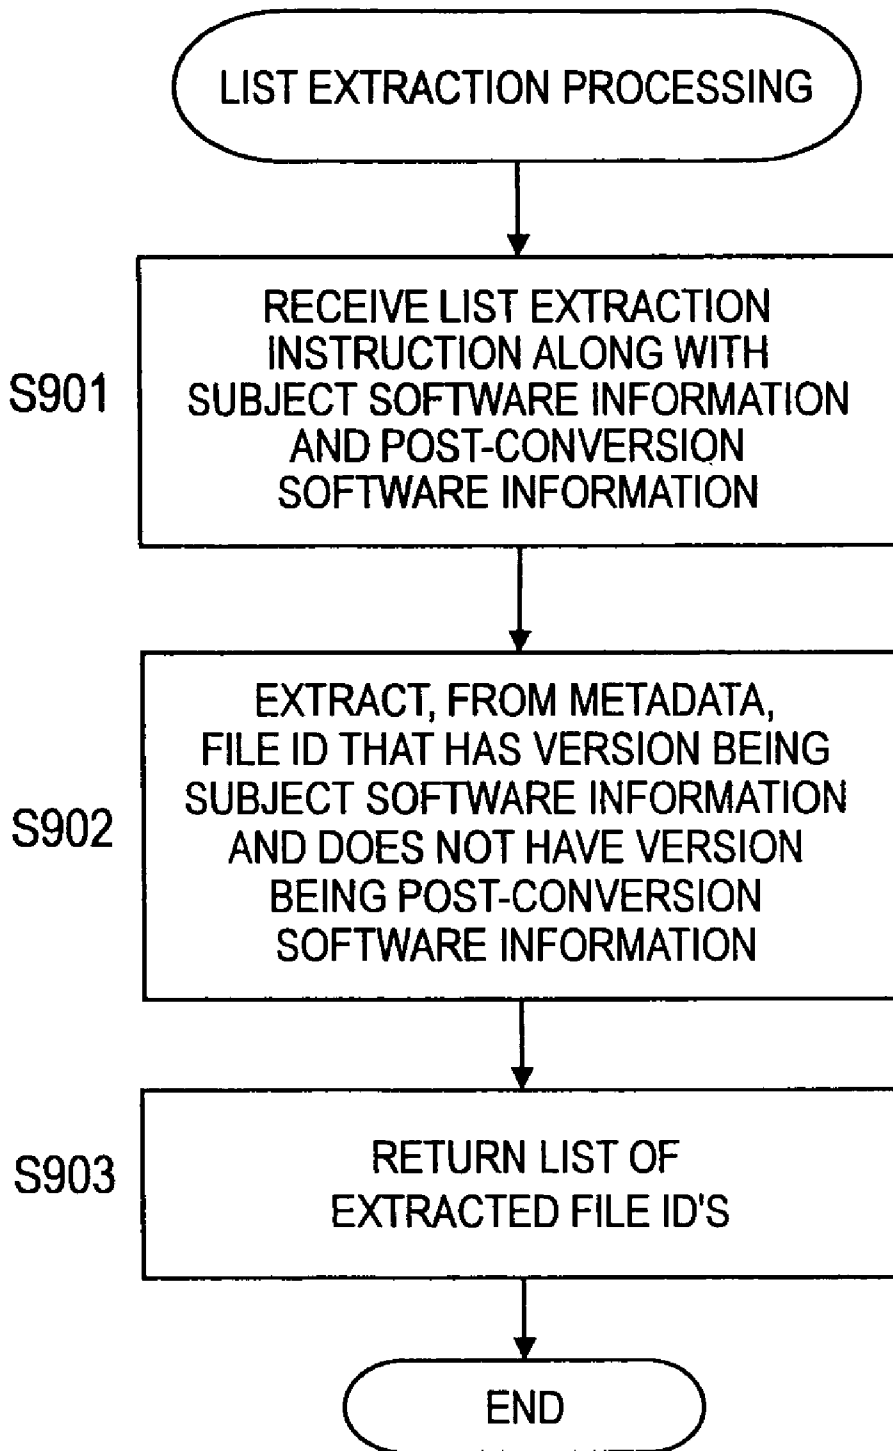 LIST EXTRACTION PROCESSING
S901
RECEIVE LIST EXTRACTION
INSTRUCTION ALONG WITH
SUBJECT SOFTWARE INFORMATION
AND POST-CONVERSION
SOFTWARE INFORMATION
S902
EXTRACT, FROM METADATA,
FILE ID THAT HAS VERSION BEING
SUBJECT SOFTWARE INFORMATION
AND DOES NOT HAVE VERSION
BEING POST-CONVERSION
SOFTWARE INFORMATION
S903
RETURN LIST OF
EXTRACTED FILE ID'S
END